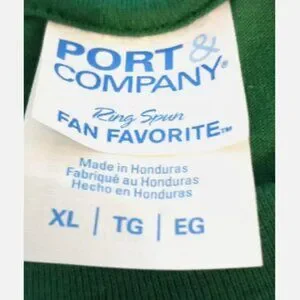 PORT &
COMPANY®
Ring Spun
FAN FAVORITE™
Made in Honduras
Fabriqué au Honduras
Hecho en Honduras
XL | TG | EG